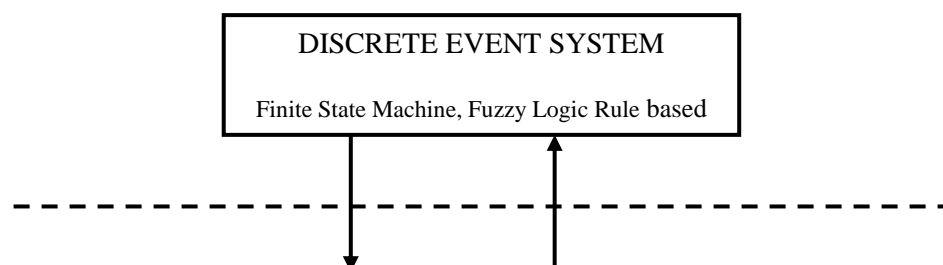 DISCRETE EVENT SYSTEM
Finite State Machine, Fuzzy Logic Rule based